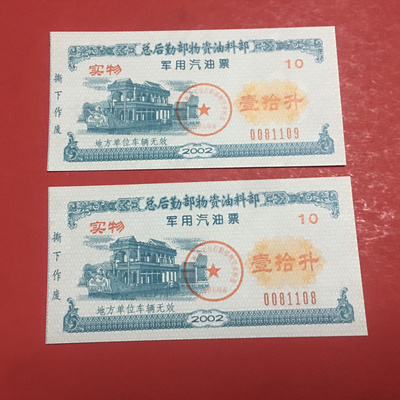 总后勤部物资油料部
实物
军用汽油票
10
撕下作废
壹拾升
0081109
地方单位车辆无效
2002
总后勤部物资油料部
实物
军用汽油票
10
撕下作废
壹拾升
0081108
地方单位车辆无效
2002